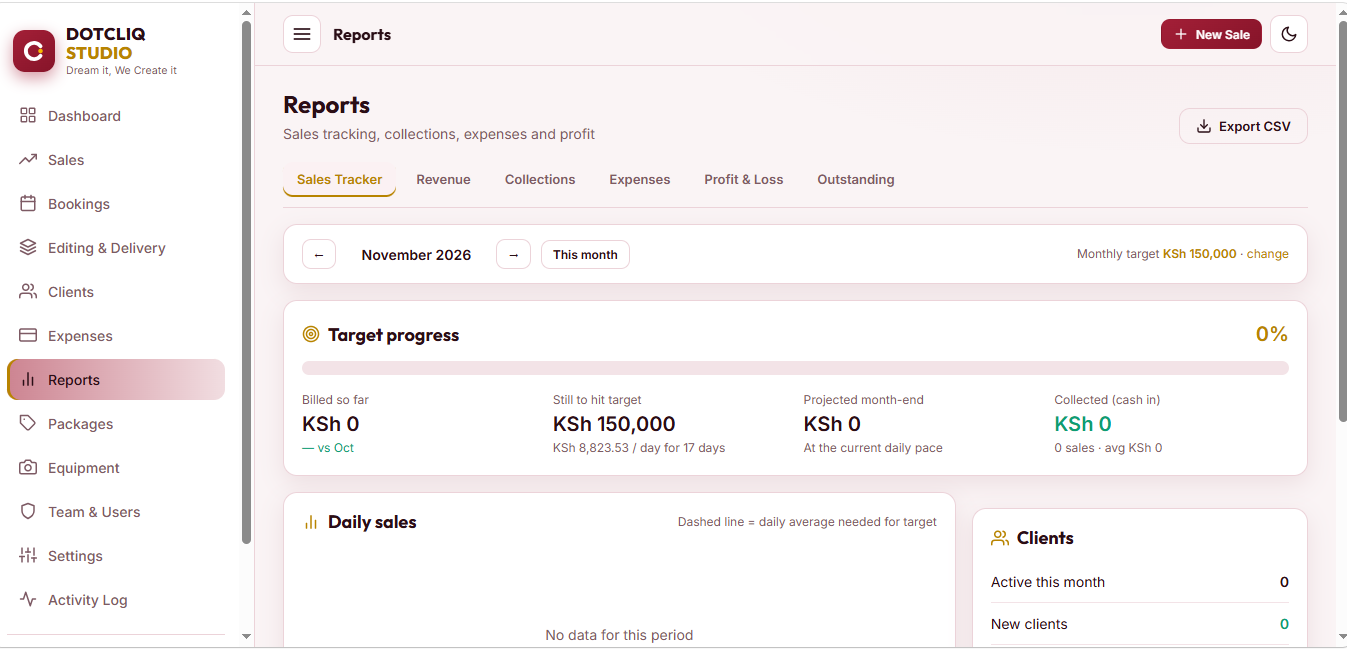 DOTCLIQ
STUDIO
Dream it, We Create it
Dashboard
Sales
Bookings
Editing & Delivery
Clients
Expenses
Reports
Packages
Equipment
Team & Users
Settings
Activity Log
Reports
+ New Sale
Reports
Sales tracking, collections, expenses and profit
Export CSV
Sales Tracker Revenue Collections Expenses Profit & Loss Outstanding
← November 2026 → This month
Monthly target KSh 150,000 · change
Target progress 0%
Billed so far
KSh 0
— vs Oct
Still to hit target
KSh 150,000
KSh 8,823.53 / day for 17 days
Projected month-end
KSh 0
At the current daily pace
Collected (cash in)
KSh 0
0 sales · avg KSh 0
Daily sales
Dashed line = daily average needed for target
No data for this period
Clients
Active this month 0
New clients 0